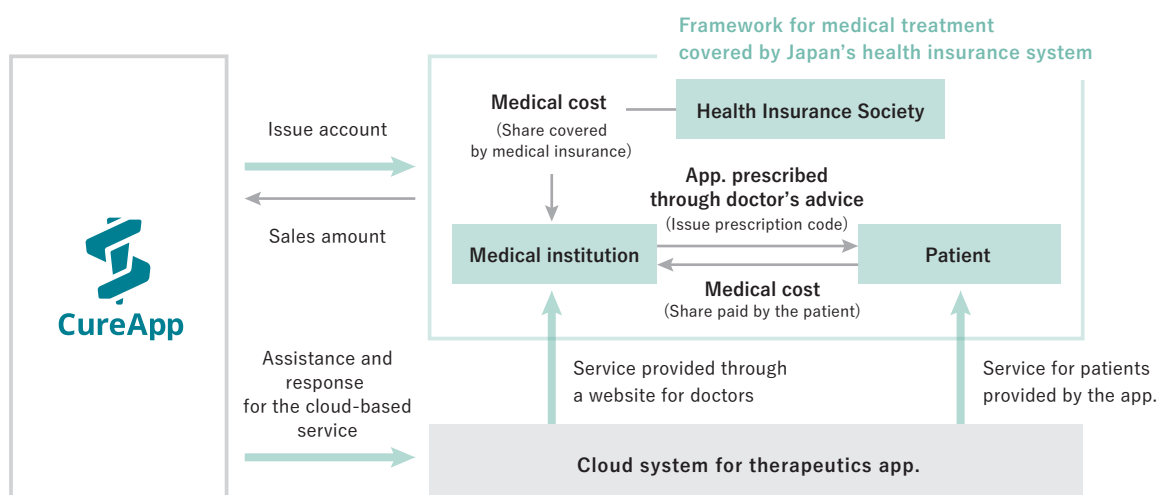 Framework for medical treatment
covered by Japan's health insurance system
Medical cost
(Share covered
by medical insurance)
Health Insurance Society
Issue account
Sales amount
App. prescribed
through doctor's advice
(Issue prescription code)
Medical institution
Patient
Medical cost
(Share paid by the patient)
CureApp
Assistance and
response
for the cloud-based
service
Service provided through
a website for doctors
Service for patients
provided by the app.
Cloud system for therapeutics app.